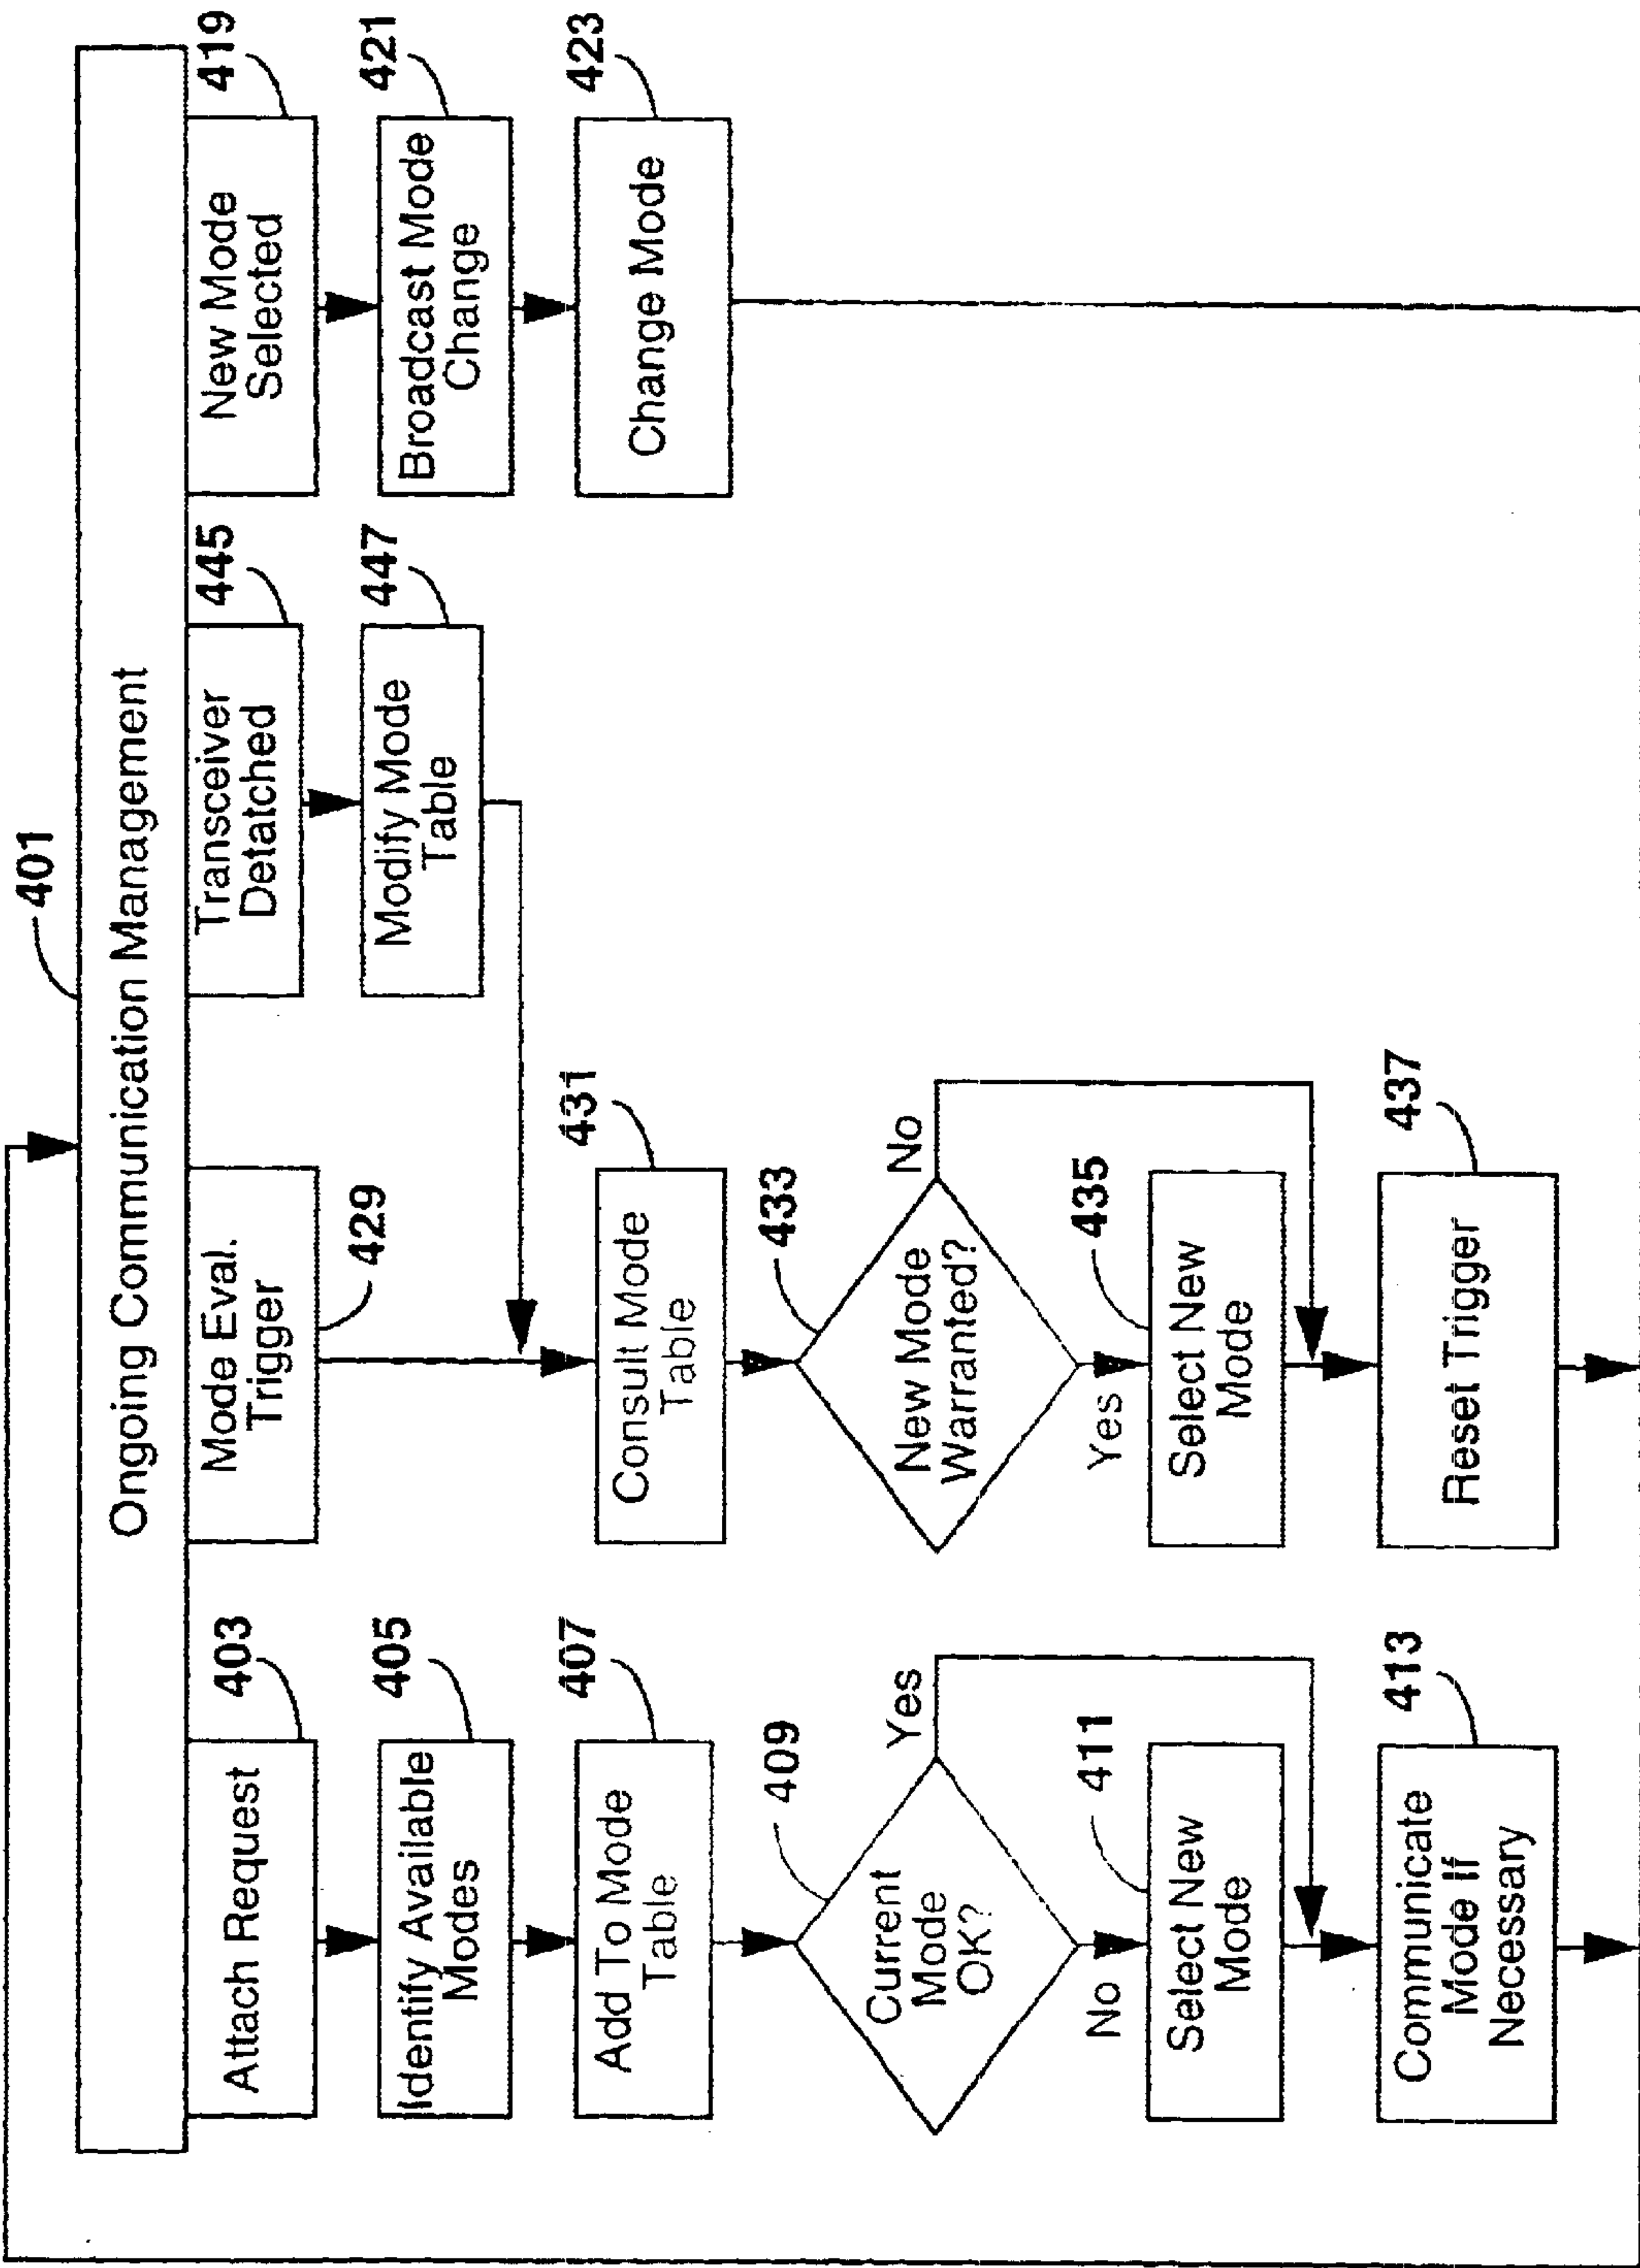 401
Ongoing Communication Management
Attach Request
403
Identify Available
Modes
405
Add To Mode
Table
407
Current
Mode
OK?
409
Yes
No
Select New
Mode
411
Communicate
Mode If
Necessary
413
Mode Eval.
Trigger
429
Consult Mode
Table
431
New Mode
Warranted?
433
No
Yes
Select New
Mode
435
Reset Trigger
437
Transceiver
Detatched
445
Modify Mode
Table
447
New Mode
Selected
419
Broadcast Mode
Change
421
Change Mode
423